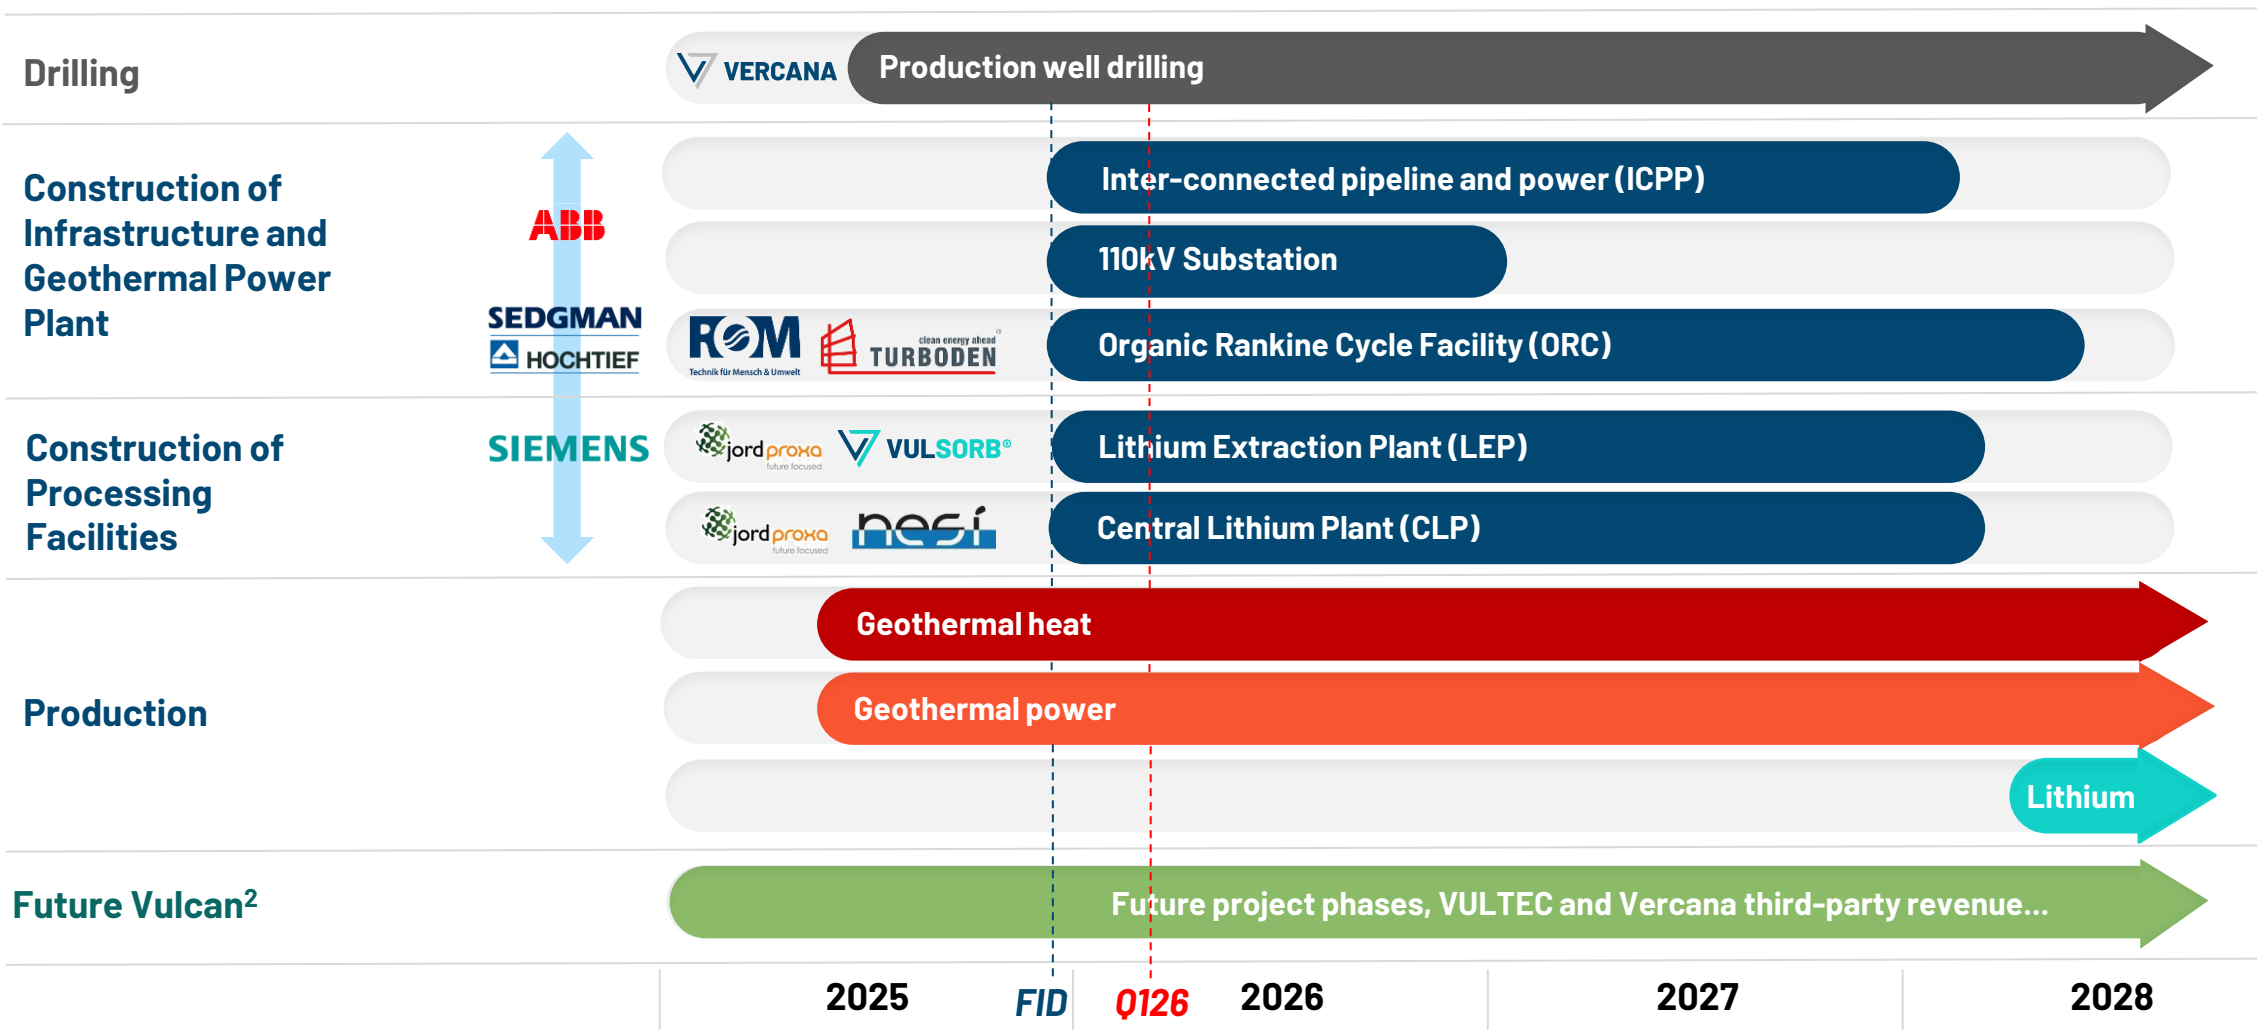 Drilling
VERCANA
Production well drilling
Construction of
Infrastructure and
Geothermal Power
Plant
ABB
SEDGMAN
HOCHTIEF
Inter-connected pipeline and power (ICPP)
110kV Substation
ROM
Technik für Mensch & Umwelt
clean energy ahead
TURBODEN
Organic Rankine Cycle Facility (ORC)
Construction of
Processing
Facilities
SIEMENS
jord proxa
future focused
VULSORB®
Lithium Extraction Plant (LEP)
jord proxa
future focused
nesi
Central Lithium Plant (CLP)
Production
Geothermal heat
Geothermal power
Lithium
Future Vulcan²
Future project phases, VULTEC and Vercana third-party revenue...
2025 FID Q126 2026 2027 2028